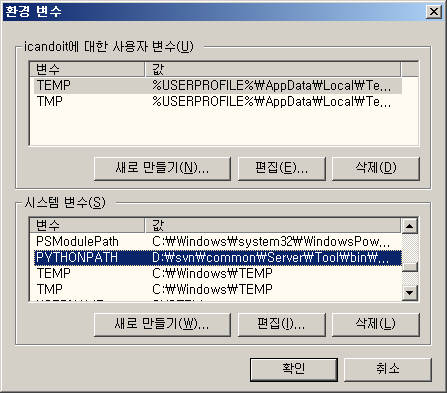 환경 변수
icandoit에 대한 사용자 변수(U)
변수 값
TEMP %USERPROFILE%₩AppData₩Local₩Te...
TMP %USERPROFILE%₩AppData₩Local₩Te...
새로 만들기(N)... 편집(E)... 삭제(D)
시스템 변수(S)
변수 값
PSModulePath C:₩Windows₩system32₩WindowsPow...
PYTHONPATH D:₩svn₩common₩Server₩Tool₩bin₩...
TEMP C:₩Windows₩TEMP
TMP C:₩Windows₩TEMP
새로 만들기(W)... 편집(I)... 삭제(L)
확인 취소